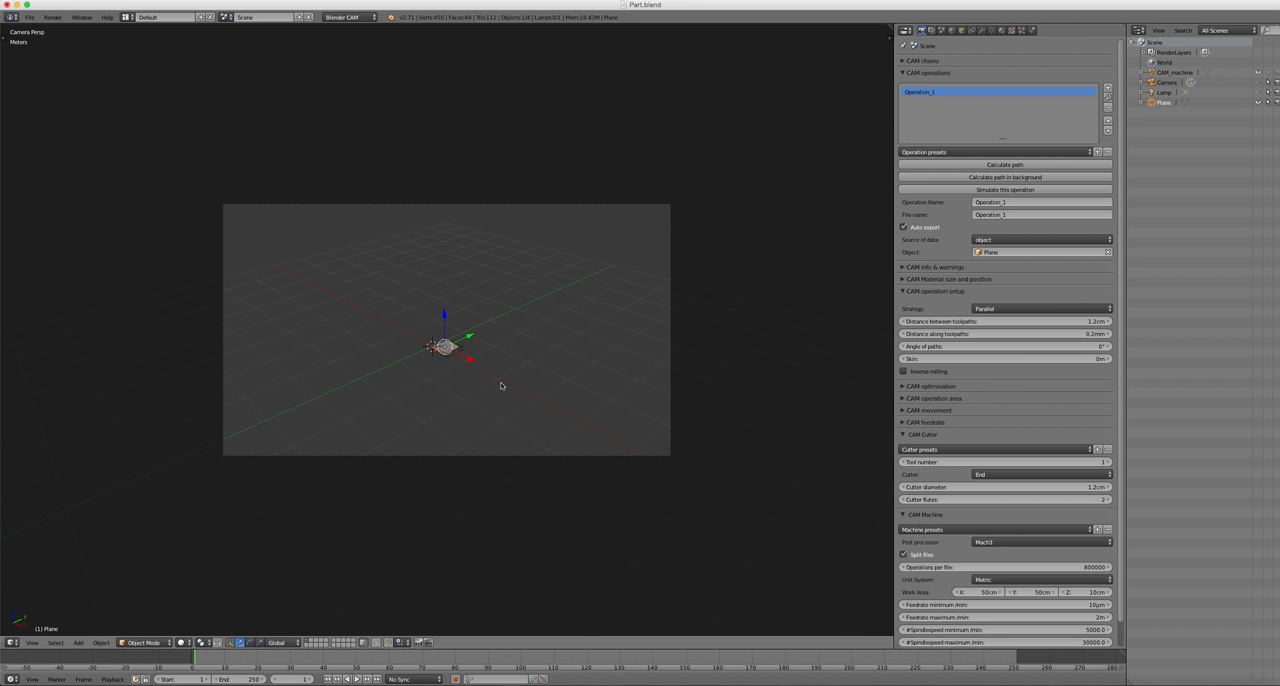 Part.blend
File Render Window Help Default Scene Blender CAM v2.71 | Verts:450 | Faces:49 | Tris:112 | Objects:1/4 | Lamps:0/1 | Mem:18.43M | Plane
Camera Persp
Meters
(1) Plane
View Select Add Object Object Mode Global
-50 -40 -30 -20 -10 0 10 20 30 40 50 60 70 80 90 100 110 120 130 140 150 160 170 180 190 200 210 220 230 240 250 260 270 280
View Marker Frame Playback Start: 1 End: 250 1 No Sync
Scene
CAM chains
CAM operations
Operation_1
Operation presets
Calculate path
Calculate path in background
Simulate this operation
Operation Name: Operation_1
File name: Operation_1
Auto export
Source of data: object
Object: Plane
CAM info & warnings
CAM Material size and position
CAM operation setup
Strategy: Parallel
Distance between toolpaths: 1.2cm
Distance along toolpaths: 0.2mm
Angle of paths: 0°
Skin: 0m
Inverse milling
CAM optimisation
CAM operation area
CAM movement
CAM feedrate
CAM Cutter
Cutter presets
Tool number: 1
Cutter: End
Cutter diameter: 1.2cm
Cutter flutes: 2
CAM Machine
Machine presets
Post processor: Mach3
Split files
Operations per file: 800000
Unit System: Metric
Work Area: X: 50cm Y: 50cm Z: 10cm
Feedrate minimum /min: 10µm
Feedrate maximum /min: 2m
#Spindlespeed minimum /min: 5000.0
#Spindlespeed maximum /min: 30000.0
View Search All Scenes
Scene
RenderLayers
World
CAM_machine
Camera
Lamp
Plane